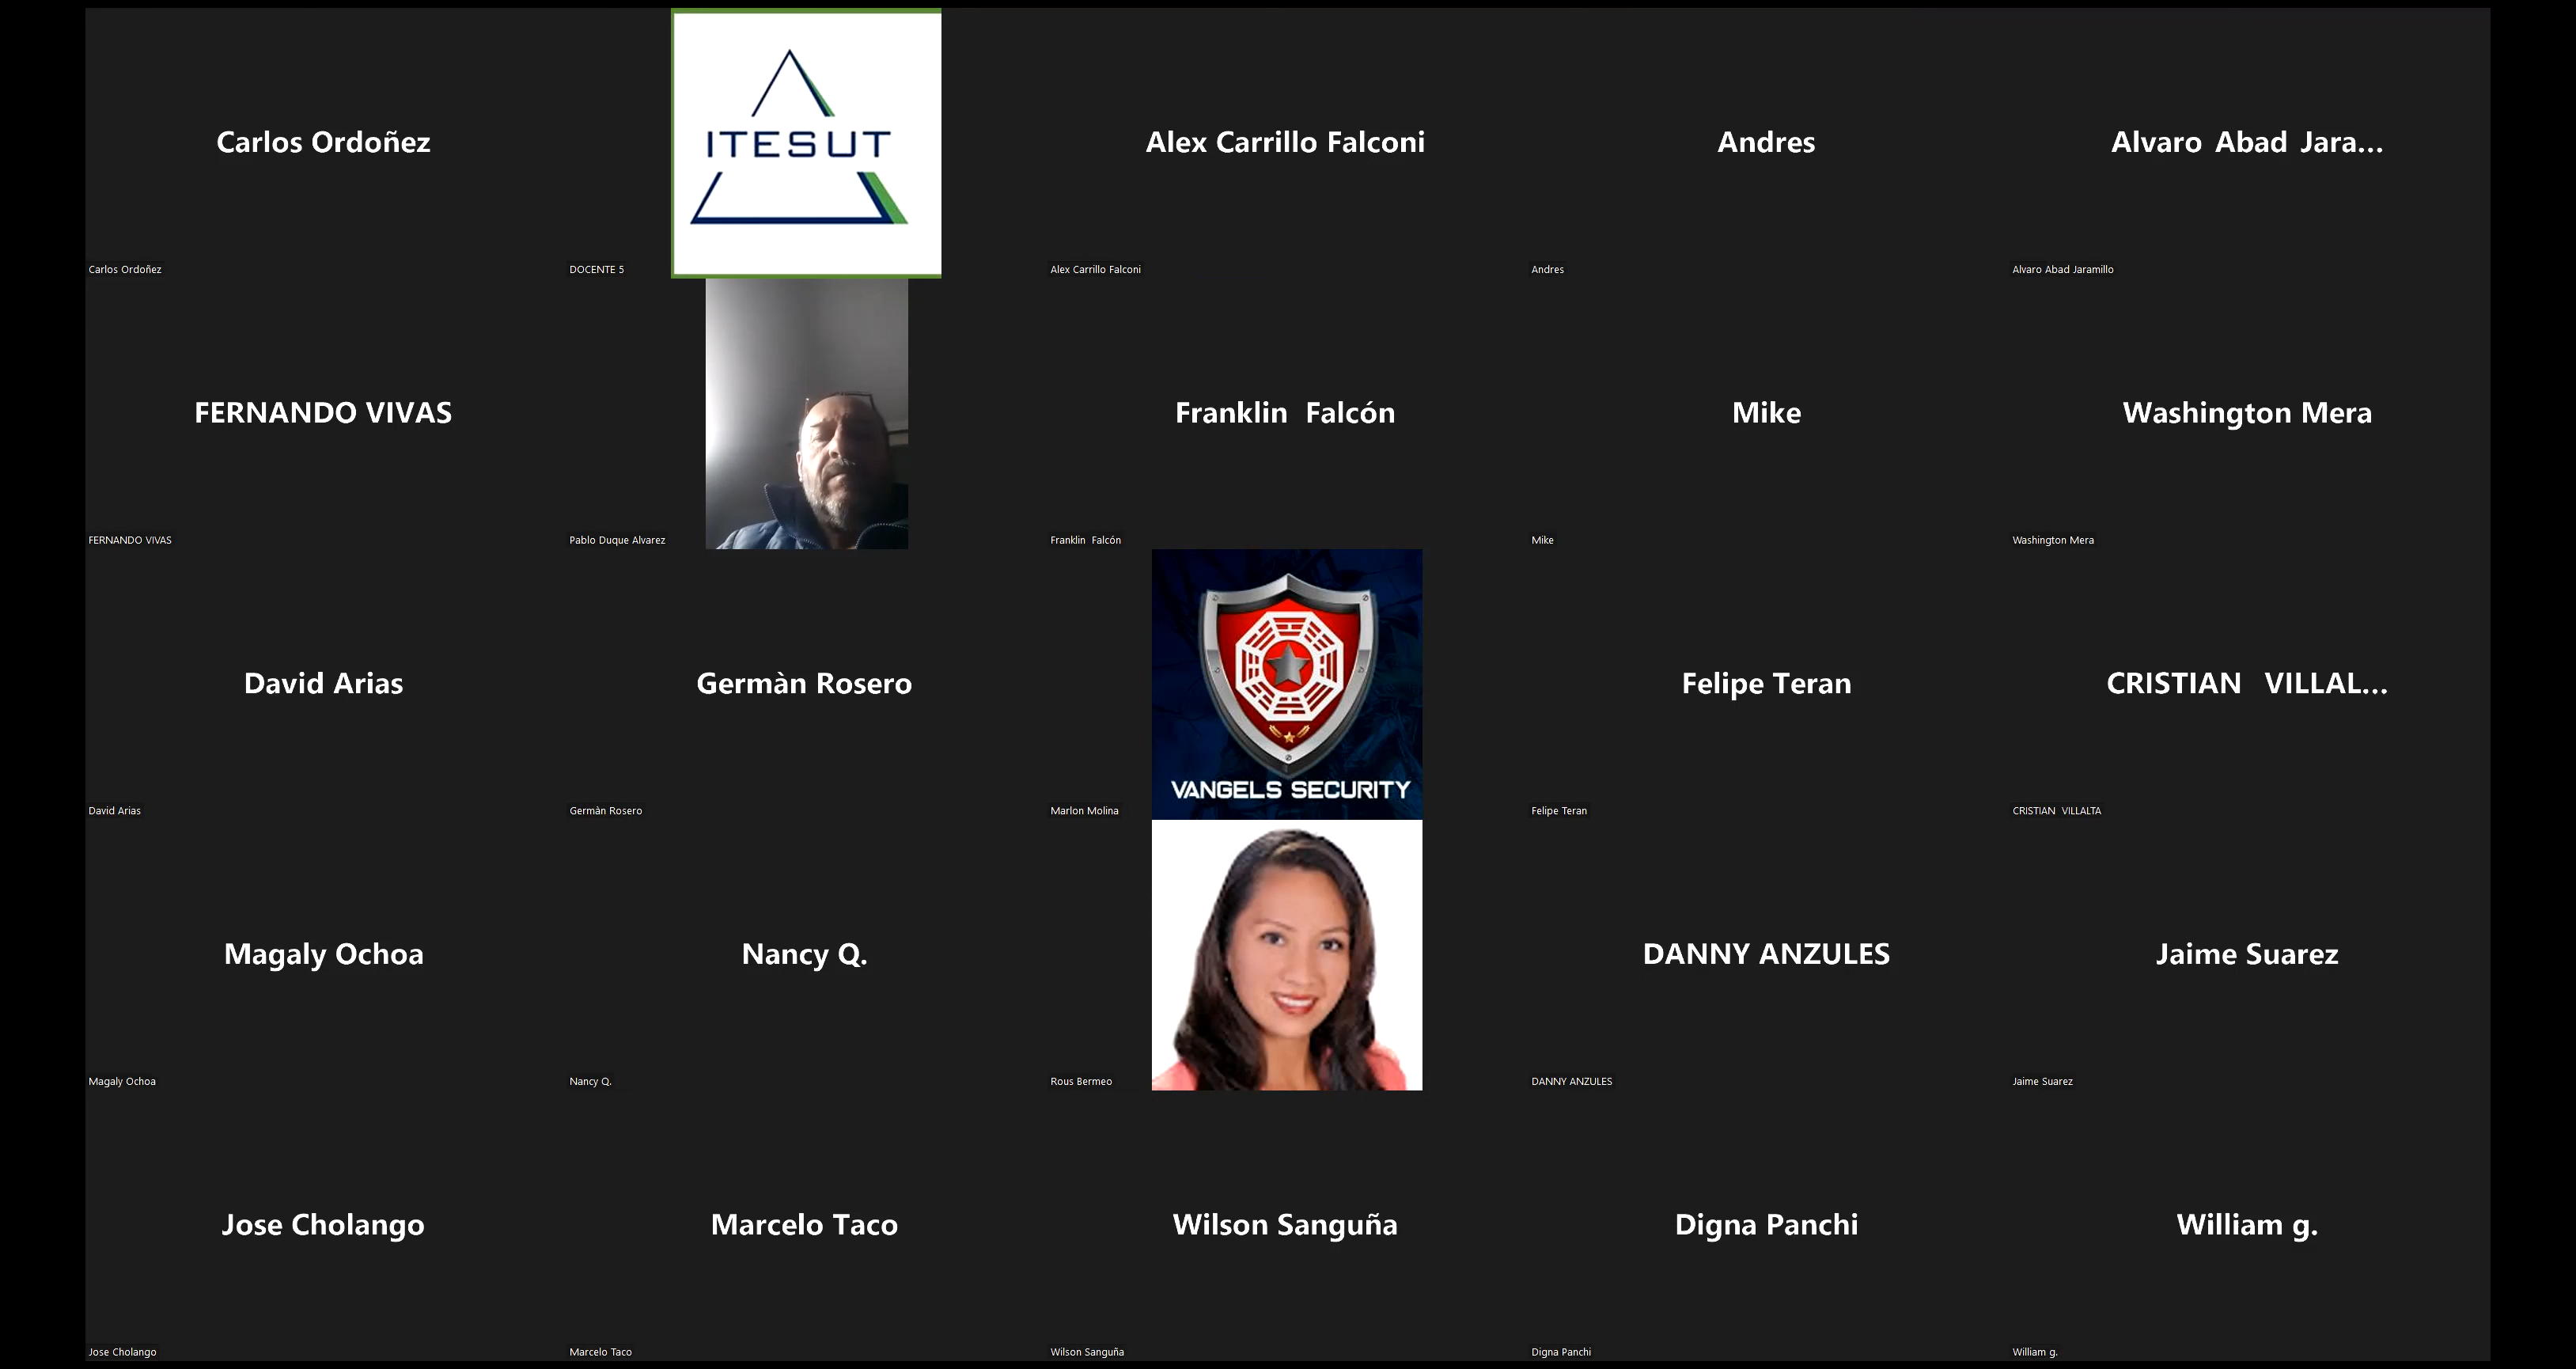 Carlos Ordoñez
ITESUT
Alex Carrillo Falconi
Andres
Alvaro Abad Jara...
Carlos Ordoñez
DOCENTE 5
Alex Carrillo Falconi
Andres
Alvaro Abad Jaramillo
FERNANDO VIVAS
Franklin Falcón
Mike
Washington Mera
FERNANDO VIVAS
Pablo Duque Alvarez
Franklin Falcón
Mike
Washington Mera
David Arias
Germàn Rosero
Felipe Teran
CRISTIAN VILLAL...
VANGELS SECURITY
David Arias
Germàn Rosero
Marlon Molina
Felipe Teran
CRISTIAN VILLALTA
Magaly Ochoa
Nancy Q.
DANNY ANZULES
Jaime Suarez
Magaly Ochoa
Nancy Q.
Rous Bermeo
DANNY ANZULES
Jaime Suarez
Jose Cholango
Marcelo Taco
Wilson Sanguña
Digna Panchi
William g.
Jose Cholango
Marcelo Taco
Wilson Sanguña
Digna Panchi
William g.